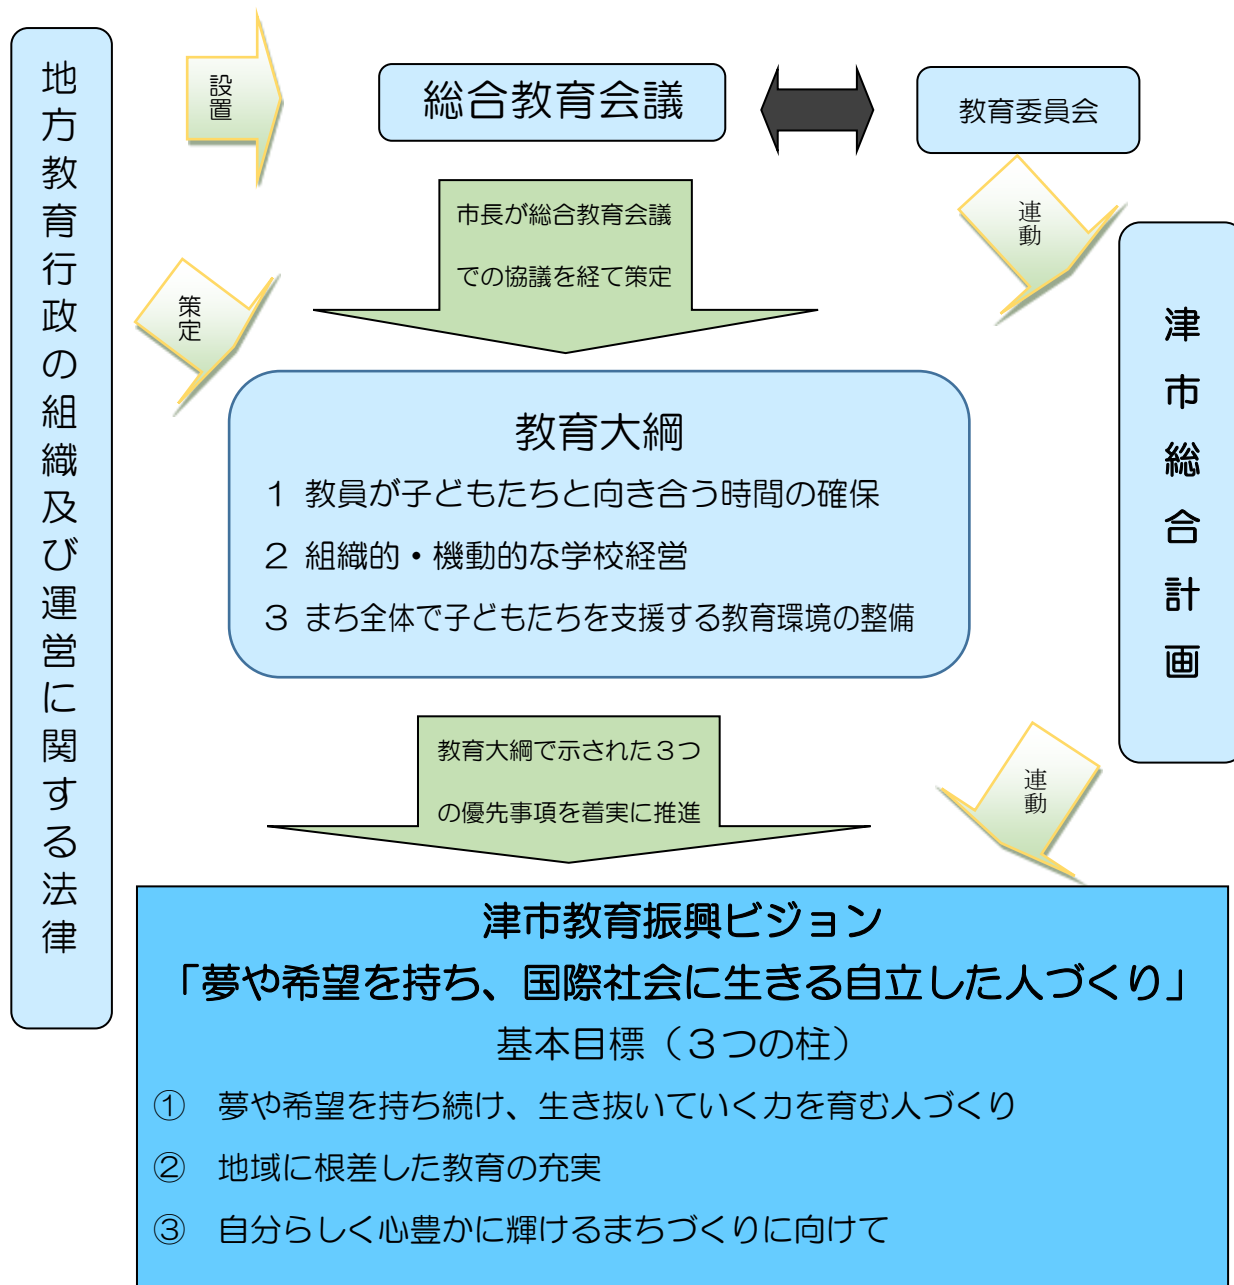 地方教育行政の組織及び運営に関する法律
設置
総合教育会議
教育委員会
市長が総合教育会議
での協議を経て策定
連動
策定
津市総合計画
教育大綱
１ 教員が子どもたちと向き合う時間の確保
２ 組織的・機動的な学校経営
３ まち全体で子どもたちを支援する教育環境の整備
教育大綱で示された３つ
の優先事項を着実に推進
連動
津市教育振興ビジョン
「夢や希望を持ち、国際社会に生きる自立した人づくり」
基本目標（３つの柱）
① 夢や希望を持ち続け、生き抜いていく力を育む人づくり
② 地域に根差した教育の充実
③ 自分らしく心豊かに輝けるまちづくりに向けて